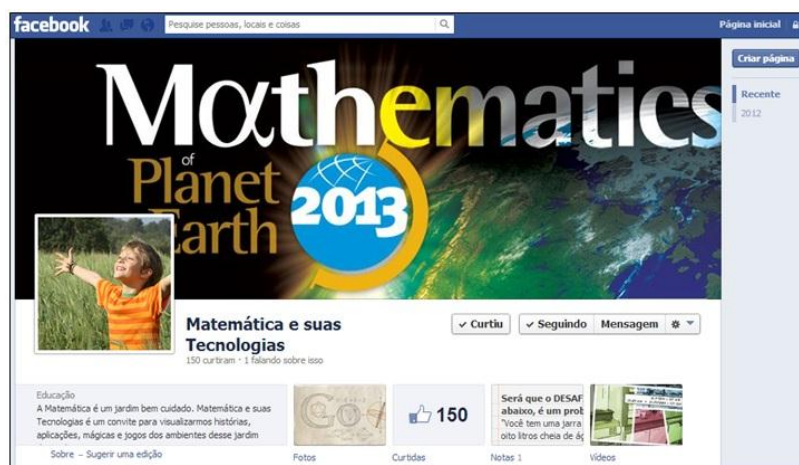 facebook
Pesquise pessoas, locais e coisas
Página inicial
Criar página
Recente
2012
Mαthematics
of
Planet
Earth
2013
Matemática e suas
Tecnologias
150 curtiram · 1 falando sobre isso
✓ Curtiu
✓ Seguindo
Mensagem
Educação
A Matemática é um jardim bem cuidado. Matemática e suas
Tecnologias é um convite para visualizarmos histórias,
aplicações, mágicas e jogos dos ambientes desse jardim
Sobre – Sugerir uma edição
Fotos
150
Curtidas
Será que o DESAF
abaixo, é um prob
"Você tem uma jarra
oito litros cheia de ág
Notas 1
Vídeos